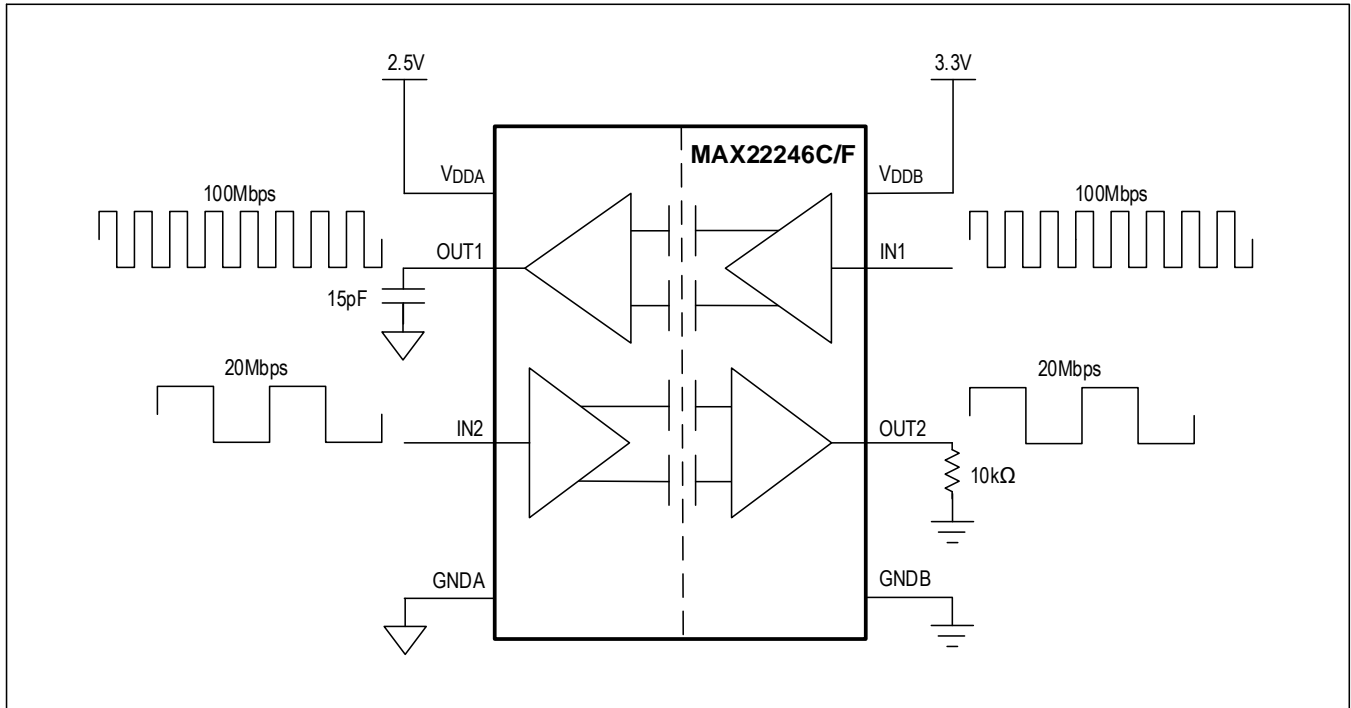 2.5V
3.3V
MAX22246C/F
VDDA
VDDB
100Mbps
100Mbps
OUT1
IN1
15pF
20Mbps
20Mbps
IN2
OUT2
10kΩ
GNDA
GNDB